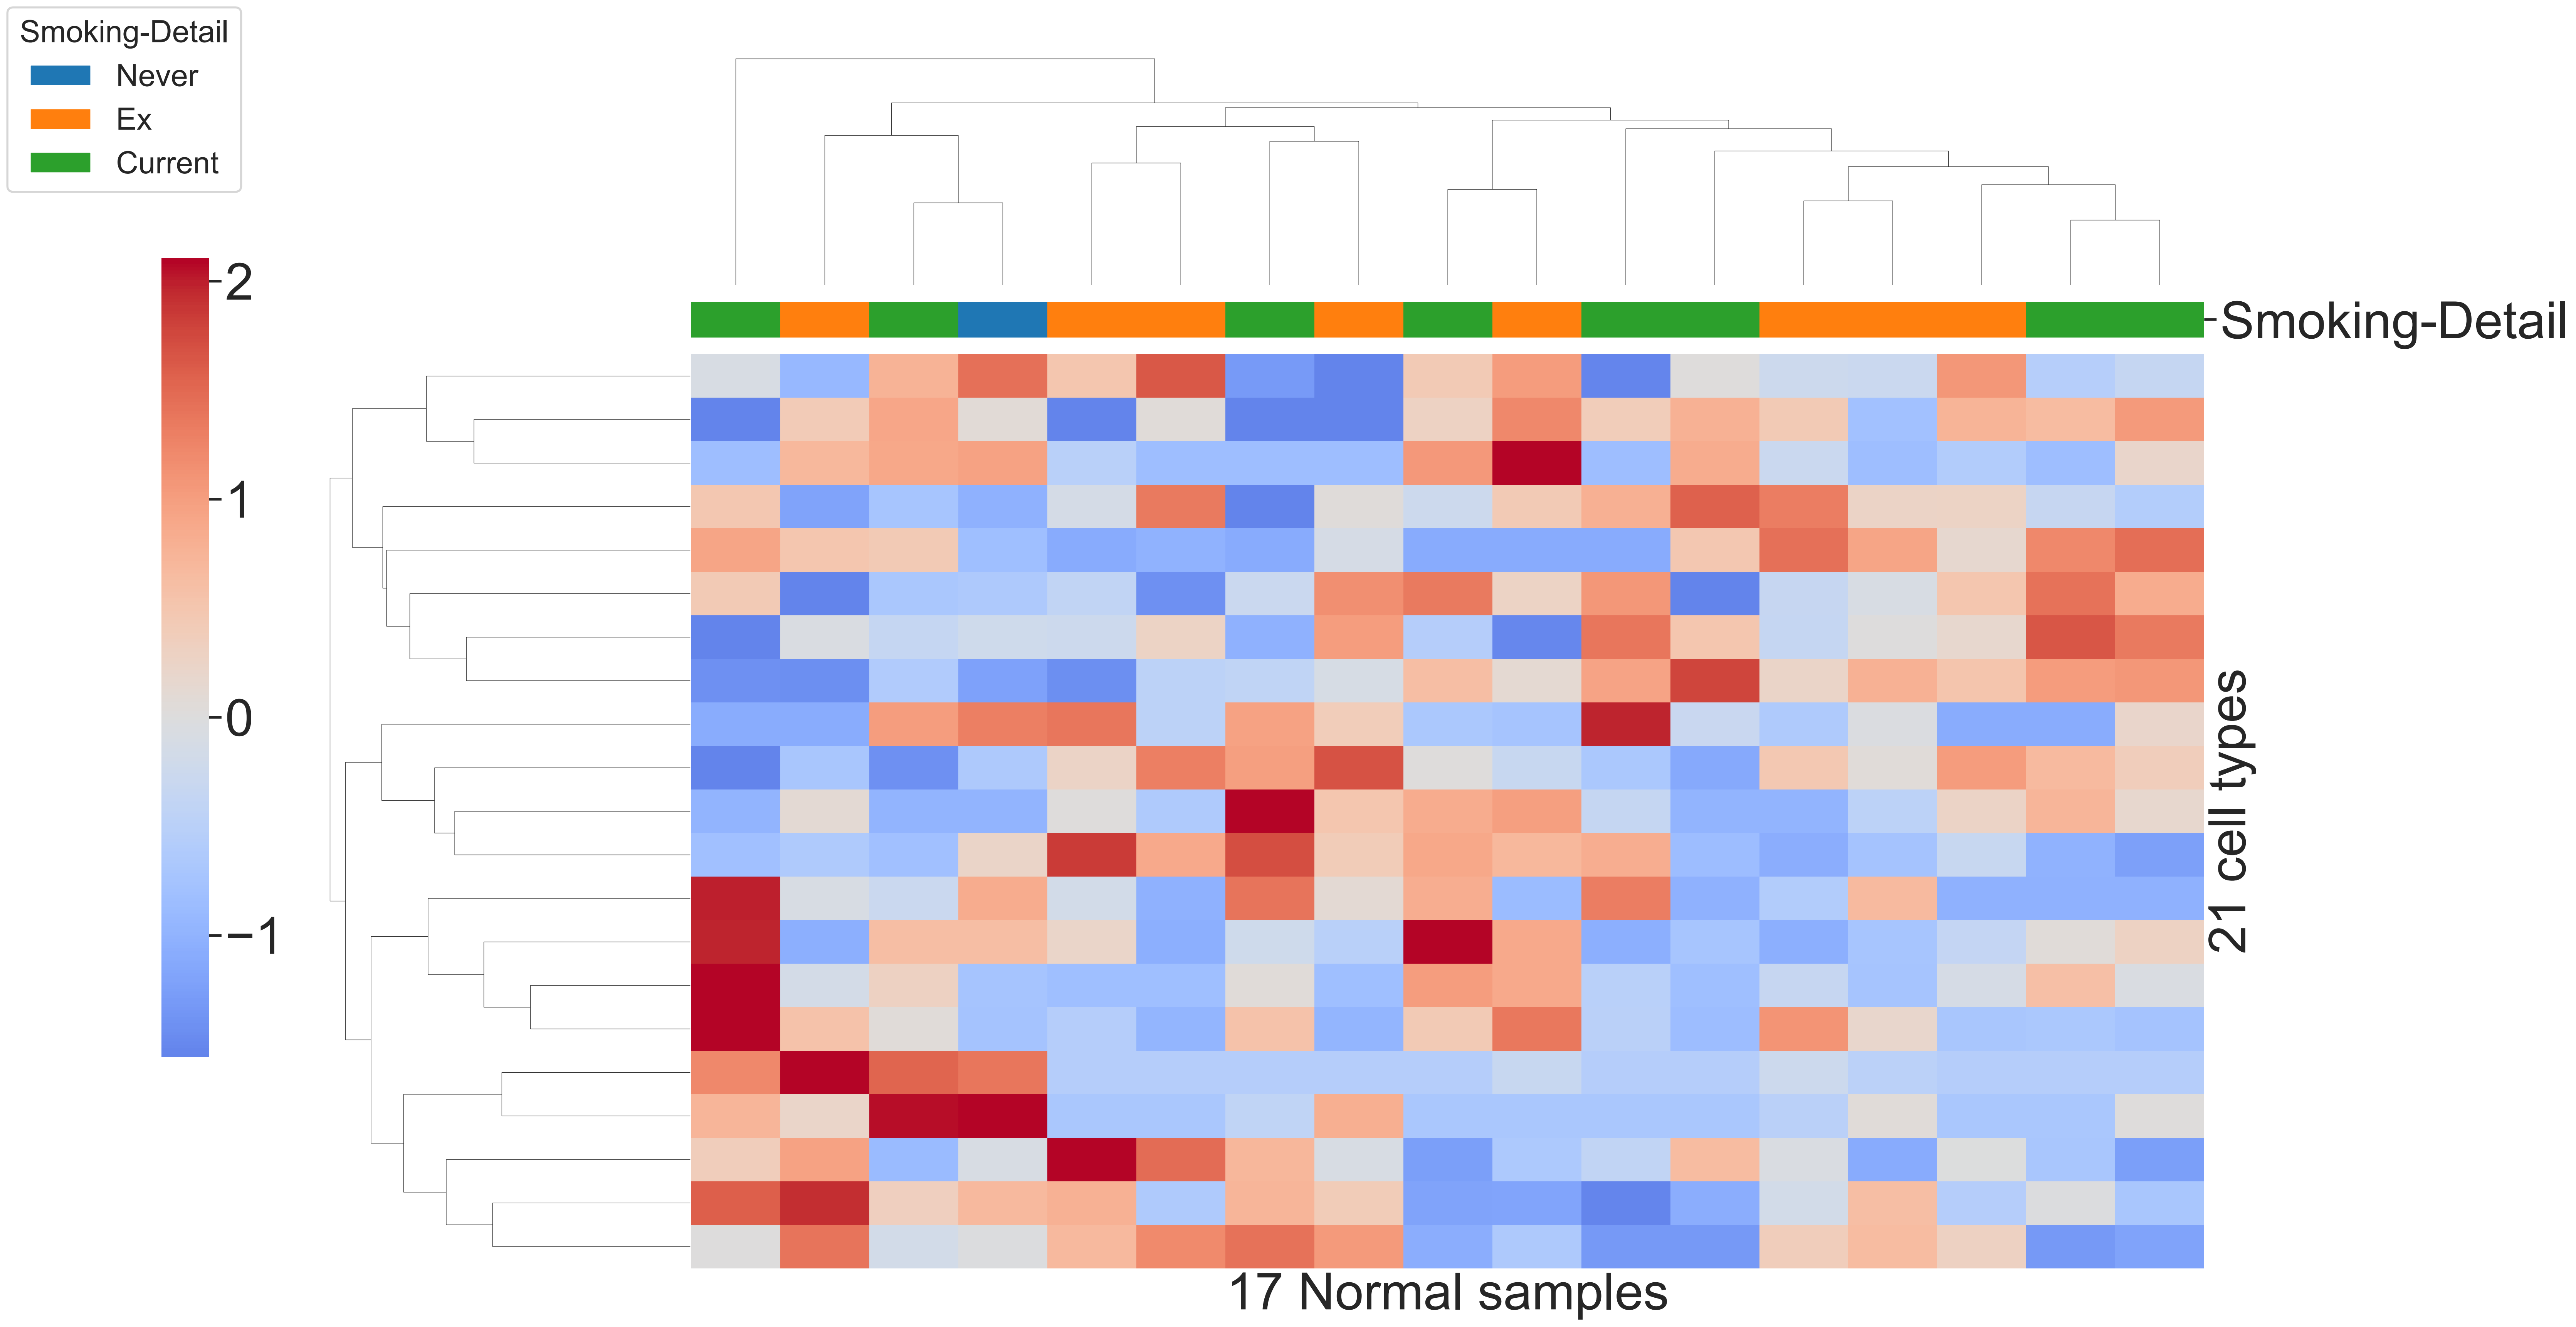 Smoking-Detail
Never
Ex
Current
2
1
0
−1
Smoking-Detail
21 cell types
17 Normal samples